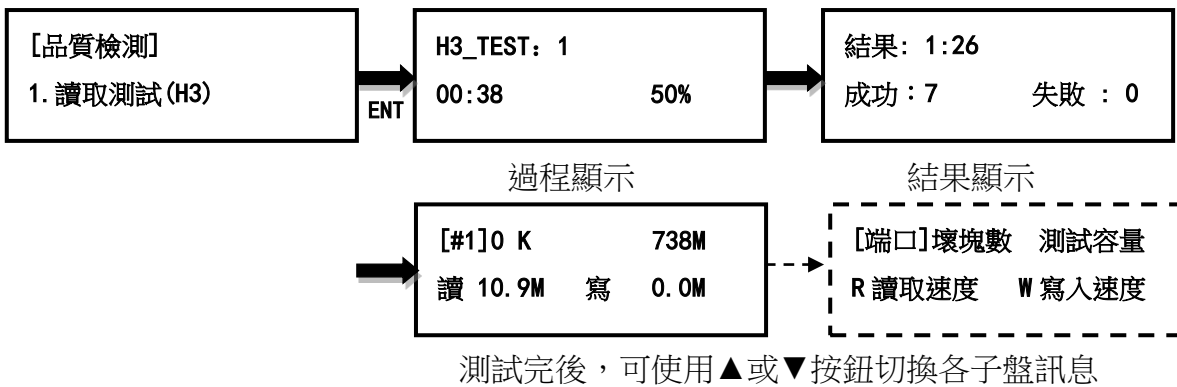 [品質檢測]
1.讀取測試(H3)
ENT
H3_TEST：1
00:38 50%
結果: 1:26
成功：7 失敗 : 0
過程顯示
結果顯示
[#1]0 K 738M
讀 10.9M 寫 0.0M
[端口]壞塊數 測試容量
R讀取速度 W寫入速度
測試完後，可使用▲或▼按鈕切換各子盤訊息